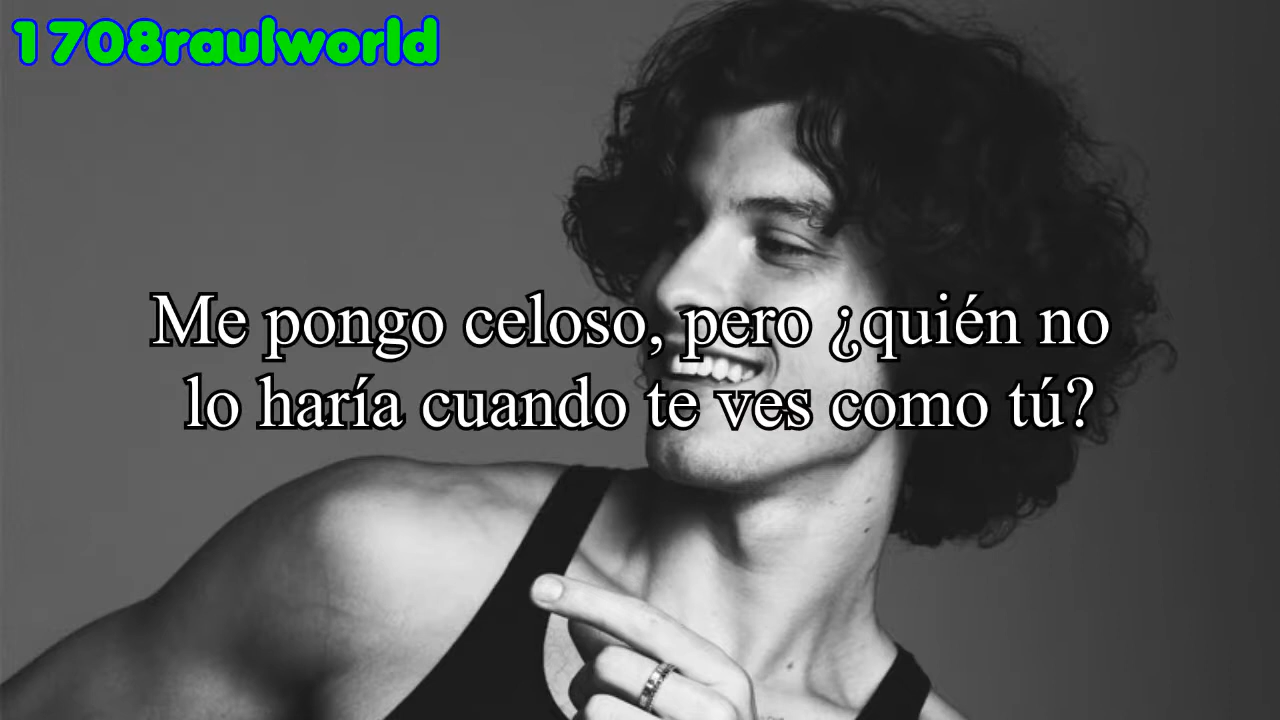 1708raulworld
Me pongo celoso, pero ¿quién no
lo haría cuando te ves como tú?